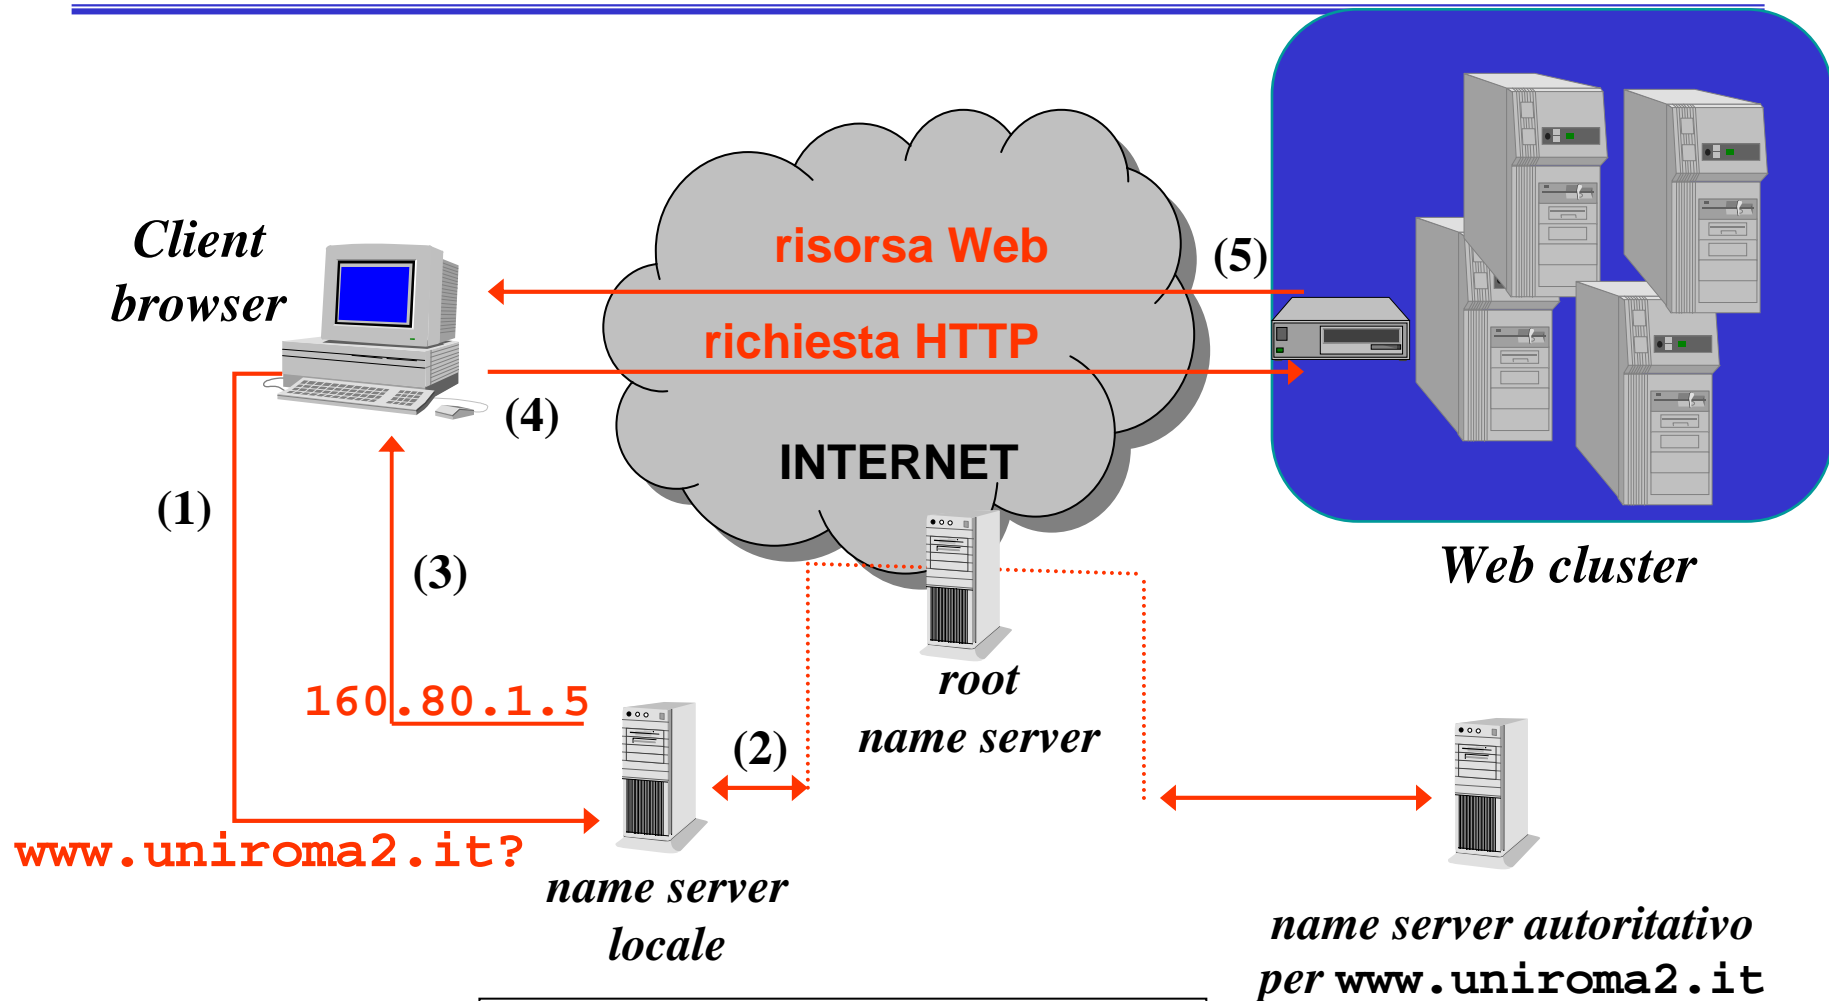 Client
browser
risorsa Web
(5)
richiesta HTTP
(4)
INTERNET
(1)
(3)
Web cluster
160.80.1.5
root
name server
(2)
www.uniroma2.it?
name server
locale
name server autoritativo
per www.uniroma2.it